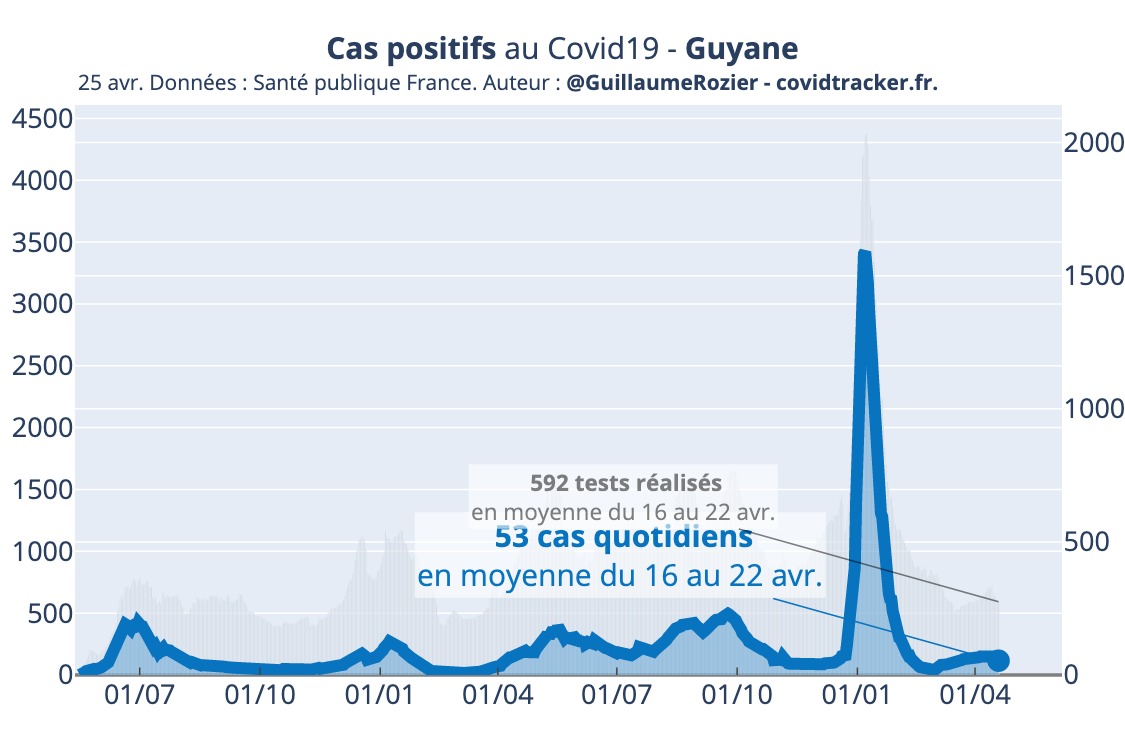 Cas positifs au Covid19 - Guyane
25 avr. Données : Santé publique France. Auteur : @GuillaumeRozier - covidtracker.fr.
4500
4000
3500
3000
2500
2000
1500
1000
500
0
2000
1500
1000
500
0
592 tests réalisés
en moyenne du 16 au 22 avr.
53 cas quotidiens
en moyenne du 16 au 22 avr.
01/07 01/10 01/01 01/04 01/07 01/10 01/01 01/04